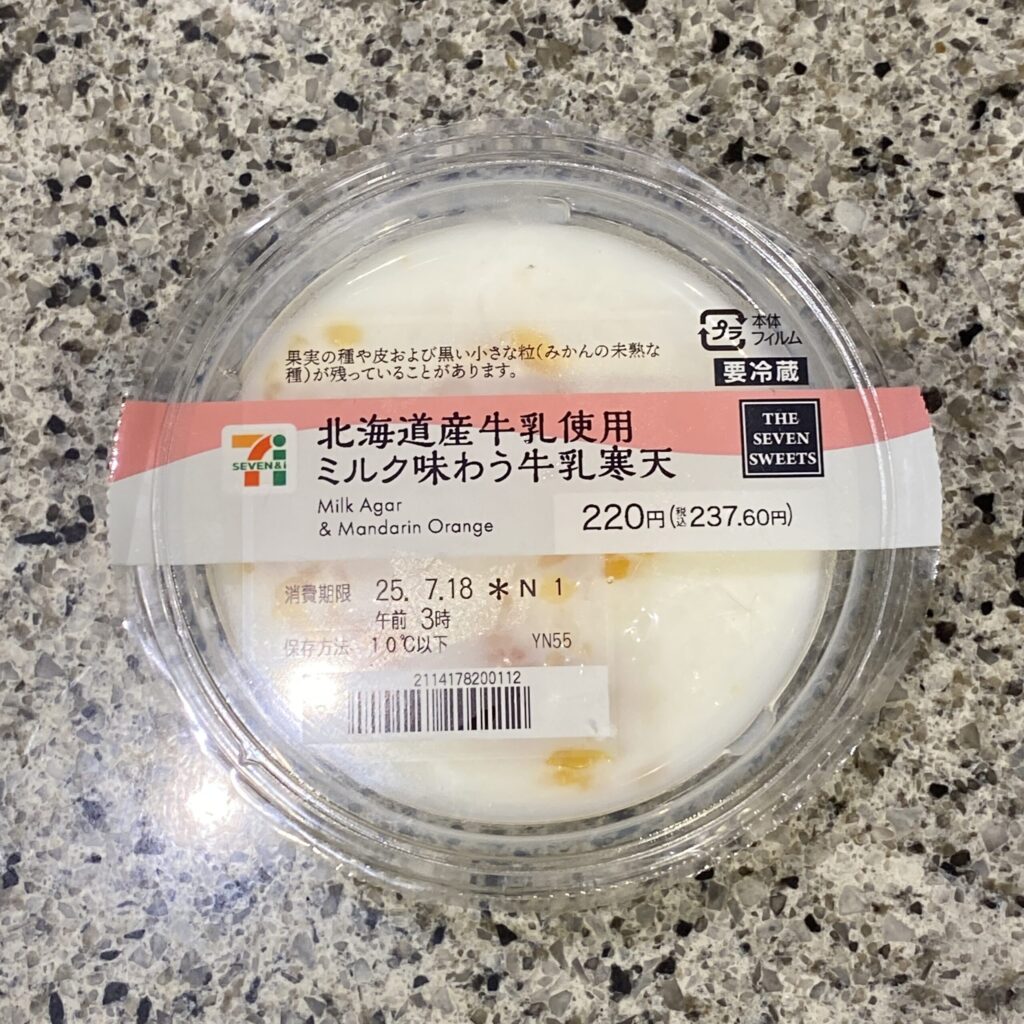 プラ
本体
フィルム
果実の種や皮および黒い小さな粒(みかんの未熟な
種)が残っていることがあります。
要冷蔵
SEVEN&i
北海道産牛乳使用
ミルク味わう牛乳寒天
Milk Agar
& Mandarin Orange
THE
SEVEN
SWEETS
220円(税込237.60円)
消費期限 25. 7.18 *N 1
午前 3時
保存方法 10℃以下 YN55
2114178200112